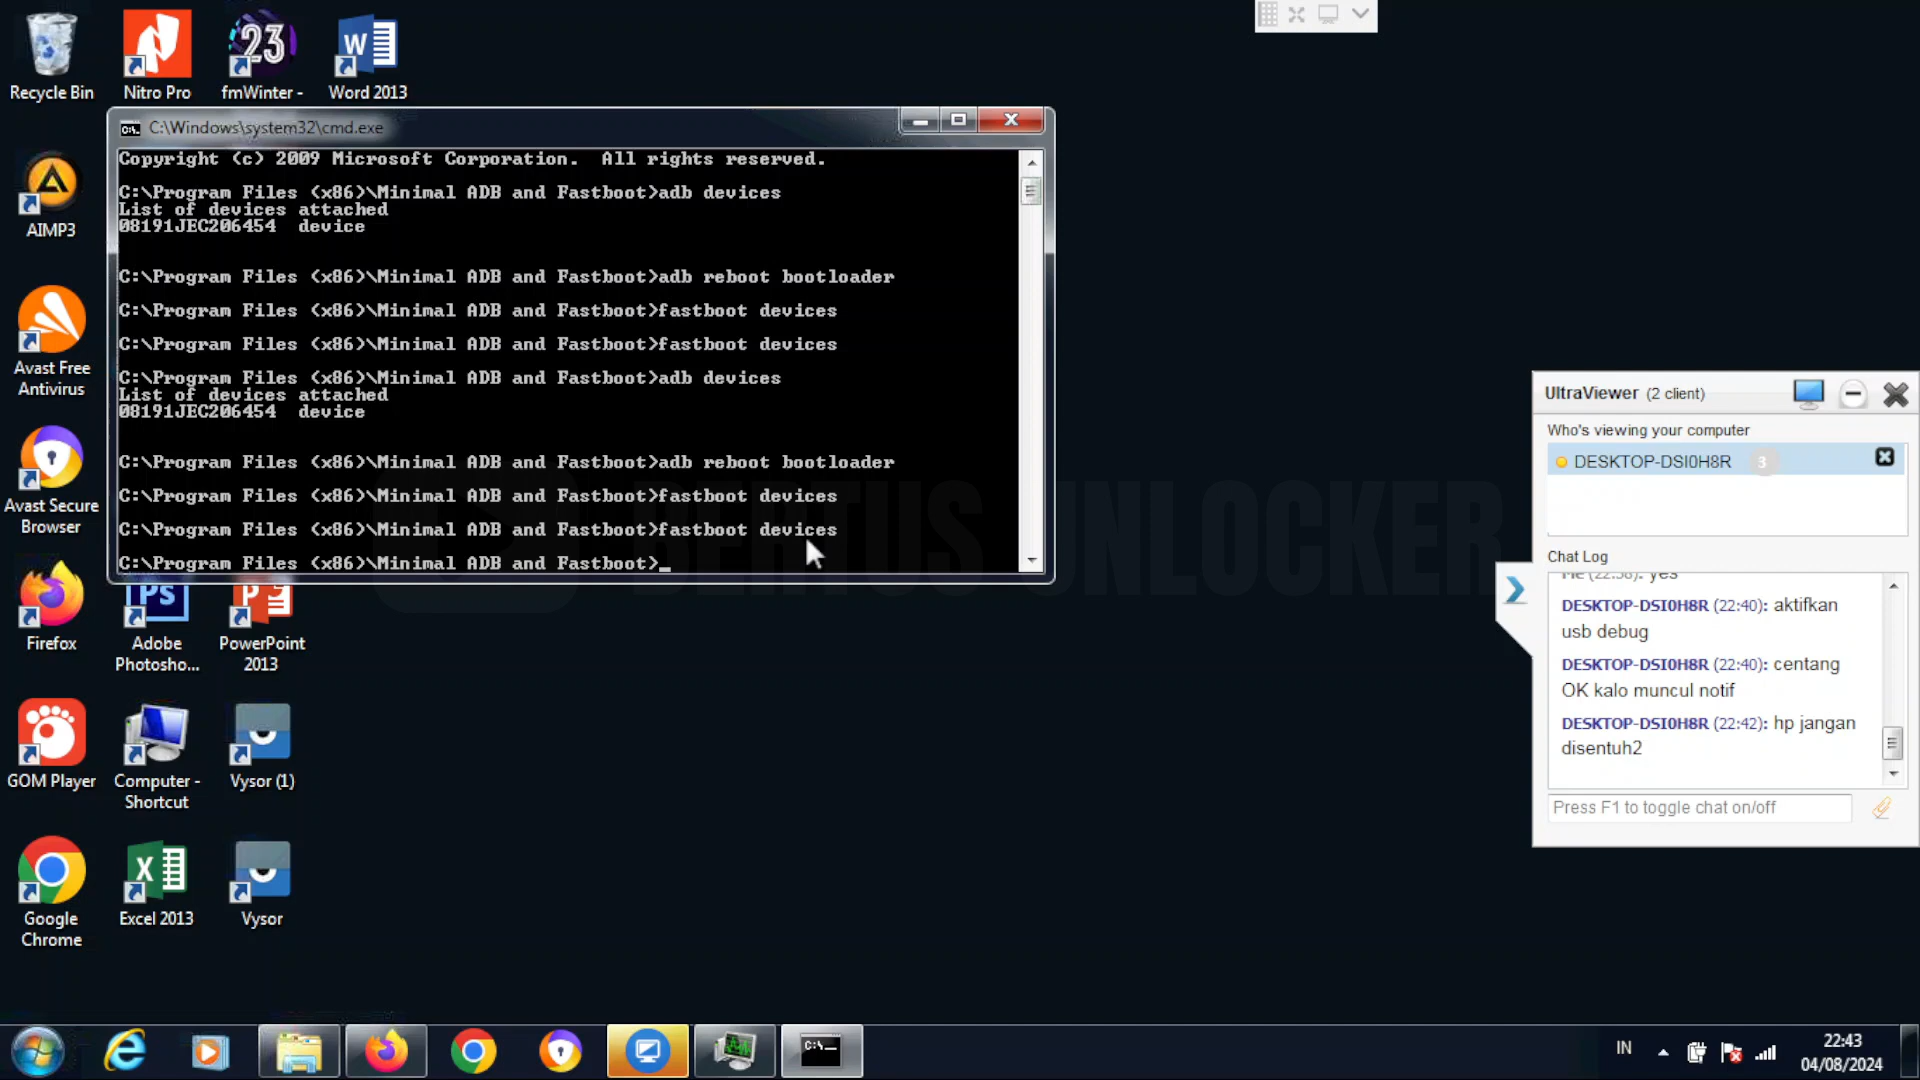 Recycle Bin
Nitro Pro
fmWinter -
Word 2013
AIMP3
Avast Free
Antivirus
Avast Secure
Browser
Firefox
Adobe
Photosho...
PowerPoint
2013
GOM Player
Computer -
Shortcut
Vysor (1)
Google
Chrome
Excel 2013
Vysor
C:\Windows\system32\cmd.exe
Copyright (c) 2009 Microsoft Corporation.  All rights reserved.
C:\Program Files (x86)\Minimal ADB and Fastboot>adb devices
List of devices attached
08191JEC206454  device
C:\Program Files (x86)\Minimal ADB and Fastboot>adb reboot bootloader
C:\Program Files (x86)\Minimal ADB and Fastboot>fastboot devices
C:\Program Files (x86)\Minimal ADB and Fastboot>fastboot devices
C:\Program Files (x86)\Minimal ADB and Fastboot>adb devices
List of devices attached
08191JEC206454  device
C:\Program Files (x86)\Minimal ADB and Fastboot>adb reboot bootloader
C:\Program Files (x86)\Minimal ADB and Fastboot>fastboot devices
C:\Program Files (x86)\Minimal ADB and Fastboot>fastboot devices
C:\Program Files (x86)\Minimal ADB and Fastboot>_
BERTUS UNLOCKER
UltraViewer (2 client)
Who's viewing your computer
DESKTOP-DSI0H8R 3
Chat Log
yes
DESKTOP-DSI0H8R (22:40): aktifkan
usb debug
DESKTOP-DSI0H8R (22:40): centang
OK kalo muncul notif
DESKTOP-DSI0H8R (22:42): hp jangan
disentuh2
Press F1 to toggle chat on/off
IN
22:43
04/08/2024